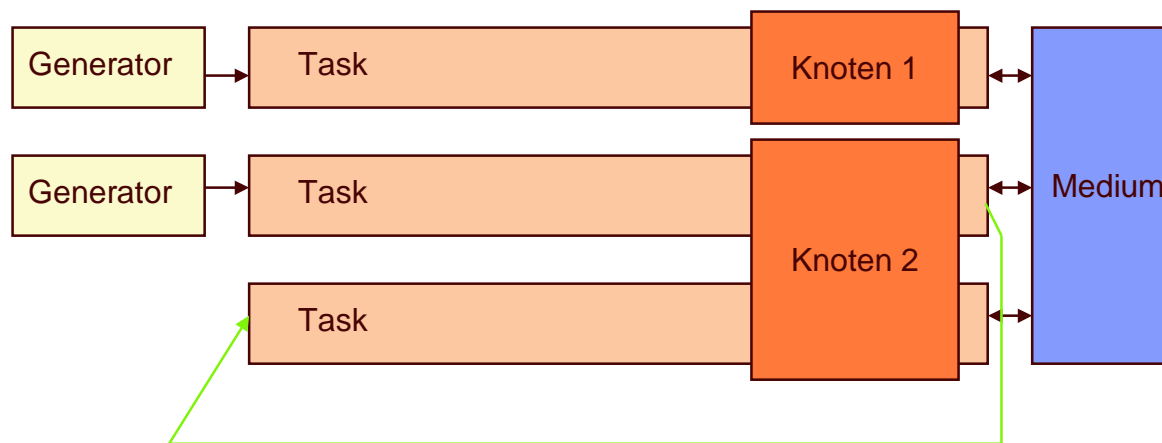 Generator
Task
Knoten 1
Generator
Task
Medium
Knoten 2
Task